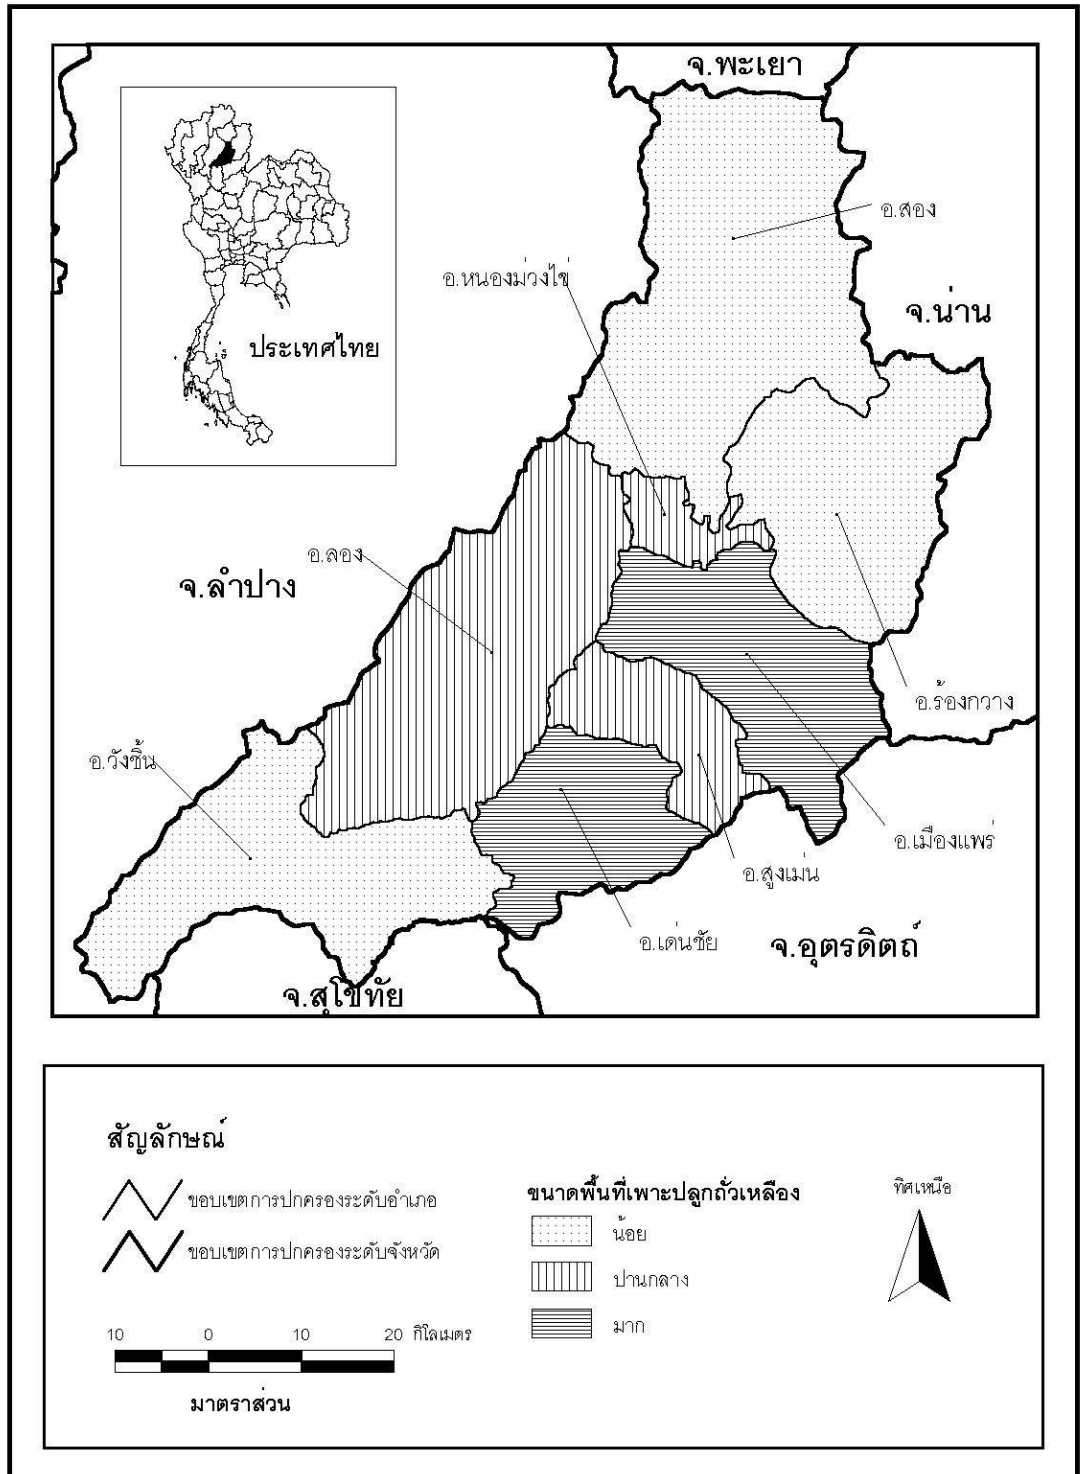 จ.พะเยา
อ.สอง
อ.หนองม่วงไข่
จ.น่าน
ประเทศไทย
อ.ลอง
จ.ลำปาง
อ.ร้องกวาง
อ.วังชิ้น
อ.เมืองแพร่
อ.สูงเม่น
อ.เด่นชัย
จ.อุตรดิตถ์
จ.สุโขทัย
สัญลักษณ์
ขอบเขตการปกครองระดับอำเภอ
ขอบเขตการปกครองระดับจังหวัด
10 0 10 20 กิโลเมตร
มาตราส่วน
ขนาดพื้นที่เพาะปลูกถั่วเหลือง
น้อย
ปานกลาง
มาก
ทิศเหนือ